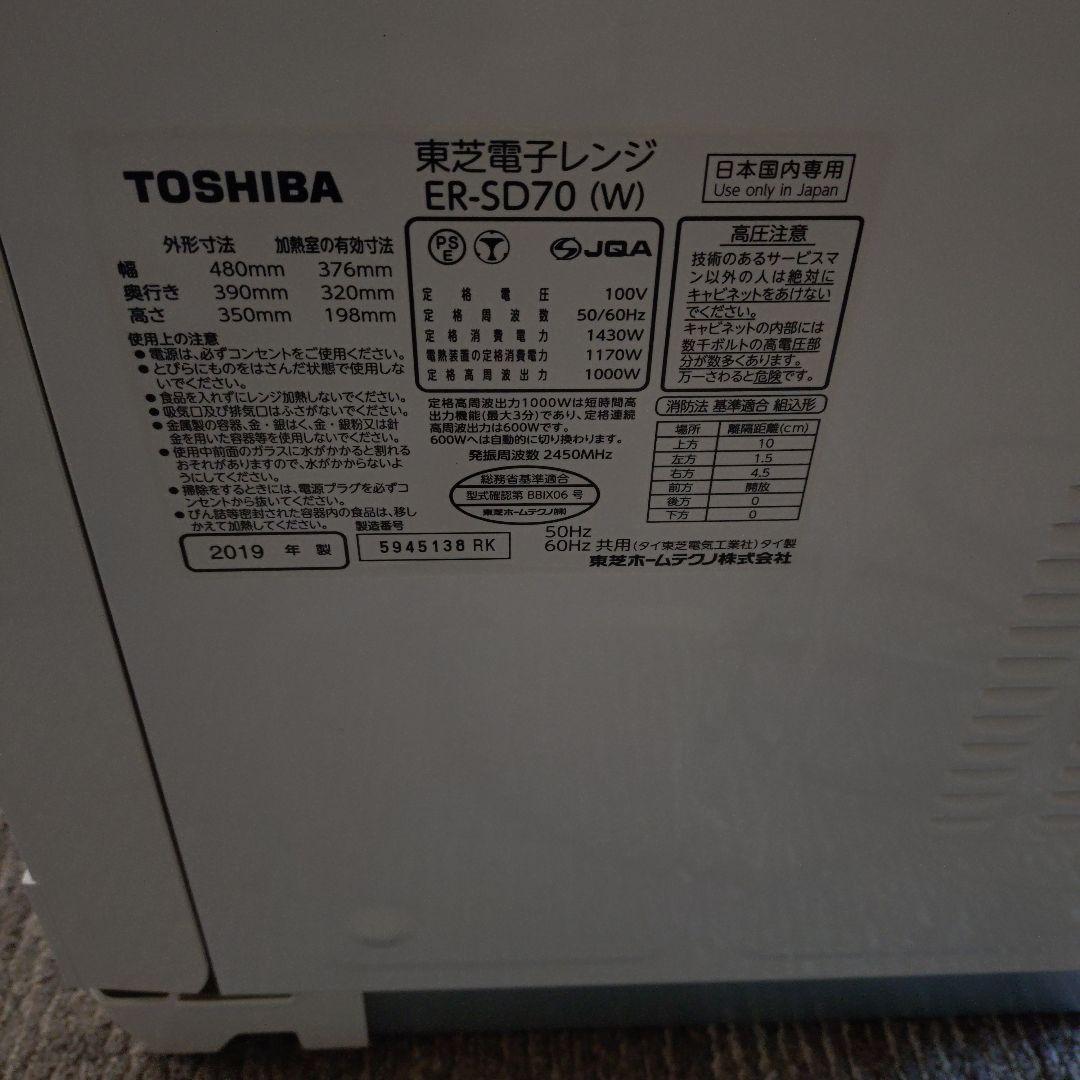 TOSHIBA
東芝電子レンジ
ER-SD70 (W)
日本国内専用
Use only in Japan
外形寸法 加熱室の有効寸法
幅 480mm 376mm
奥行き 390mm 320mm
高さ 350mm 198mm
使用上の注意
●電源は、必ずコンセントをご使用ください。
●とびらにものをはさんだ状態で使用しな
いでください。
●食品を入れずにレンジ加熱しないでください。
●吸気口及び排気口はふさがないでください。
●金属製の容器、金・銀はく、金・銀粉又は針
金を用いた容器等を使用しないでください。
●使用中前面のガラスに水がかかると割れる
おそれがありますので、水がかからないよ
うにしてください。
●掃除をするときには、電源プラグを必ずコ
ンセントから抜いてください。
●びん詰等密封された容器内の食品は、移し
かえて加熱してください。
2019 年 製
製造番号
5945138 RK
PS
E
JQA
定格電圧 100V
定格周波数 50/60Hz
定格消費電力 1430W
電熱装置の定格消費電力 1170W
定格高周波出力 1000W
定格高周波出力1000Wは短時間高
出力機能(最大3分)であり、定格連続
高周波出力は600Wです。
600Wへは自動的に切り換わります。
発振周波数 2450MHz
総務省基準適合
型式確認第 BBIX06 号
東芝ホームテクノ(株)
高圧注意
技術のあるサービスマ
ン以外の人は絶対に
キャビネットをあけない
でください。
キャビネットの内部には
数千ボルトの高電圧部
分が数多くあります。
万一さわると危険です。
消防法 基準適合 組込形
場所 離隔距離(cm)
上方 10
左方 1.5
右方 4.5
前方 開放
後方 0
下方 0
50Hz
60Hz 共用 (タイ東芝電気工業社) タイ製
東芝ホームテクノ株式会社